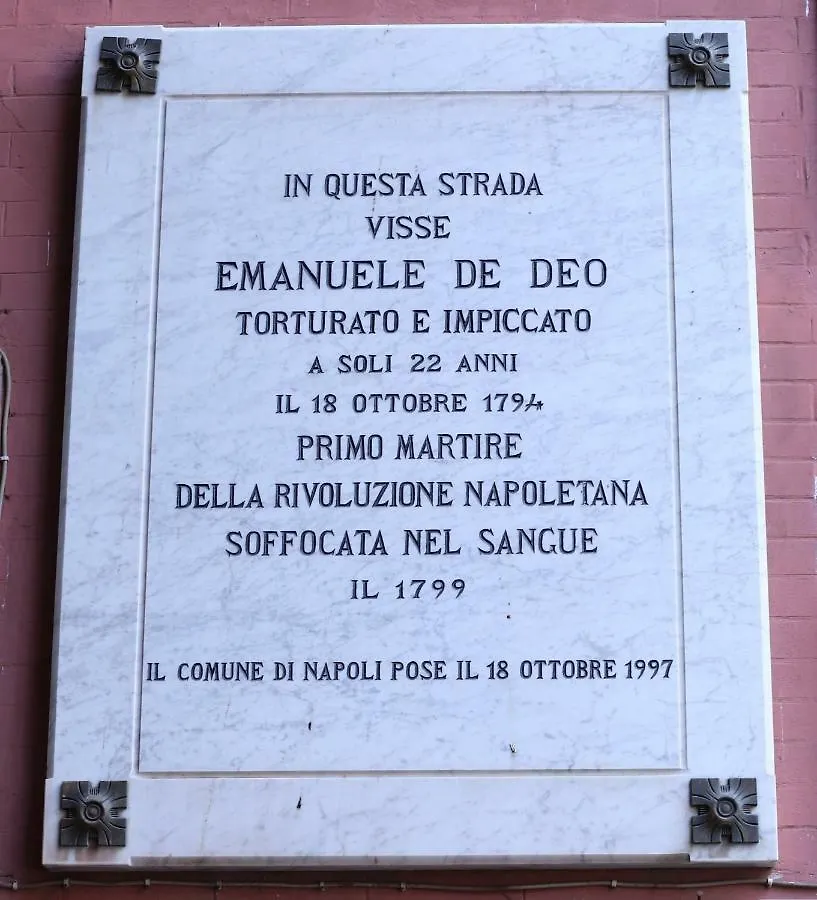 IN QUESTA STRADA
VISSE
EMANUELE DE DEO
TORTURATO E IMPICCATO
A SOLI 22 ANNI
IL 18 OTTOBRE 1794
PRIMO MARTIRE
DELLA RIVOLUZIONE NAPOLETANA
SOFFOCATA NEL SANGUE
IL 1799
IL COMUNE DI NAPOLI POSE IL 18 OTTOBRE 1997